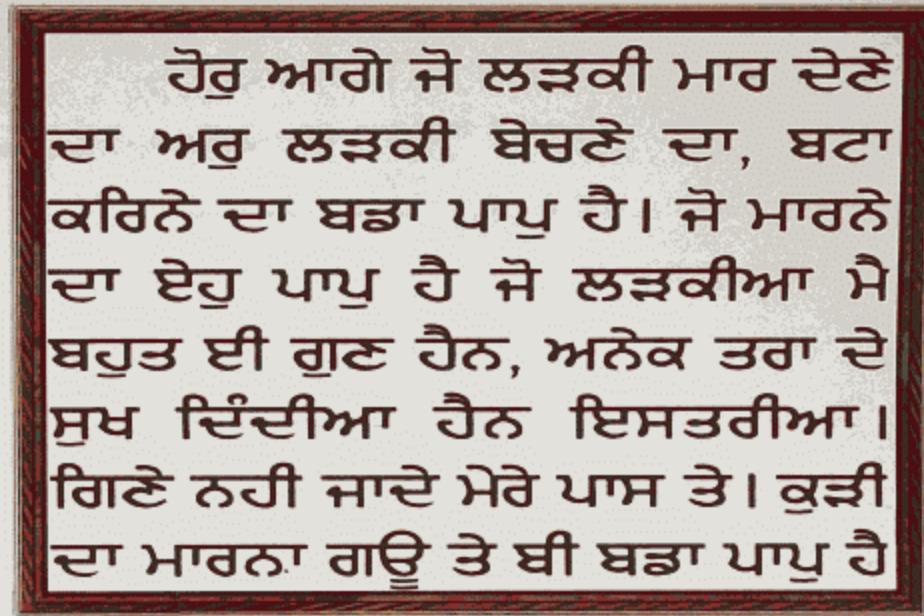 ਹੋਰੁ ਆਗੇ ਜੋ ਲੜਕੀ ਮਾਰ ਦੇਣੇ
ਦਾ ਅਰੁ ਲੜਕੀ ਬੇਚਣੇ ਦਾ, ਬਟਾ
ਕਰਿਨੇ ਦਾ ਬਡਾ ਪਾਪੁ ਹੈ। ਜੋ ਮਾਰਨੇ
ਦਾ ਏਹੁ ਪਾਪੁ ਹੈ ਜੋ ਲੜਕੀਆ ਮੈ
ਬਹੁਤ ਈ ਗੁਣ ਹੈਨ, ਅਨੇਕ ਤਰਾ ਦੇ
ਸੁਖ ਦਿੰਦੀਆ ਹੈਨ ਇਸਤਰੀਆ।
ਗਿਣੇ ਨਹੀ ਜਾਦੇ ਮੇਰੇ ਪਾਸ ਤੇ। ਕੁੜੀ
ਦਾ ਮਾਰਨਾ ਗਊ ਤੇ ਬੀ ਬਡਾ ਪਾਪੁ ਹੈ